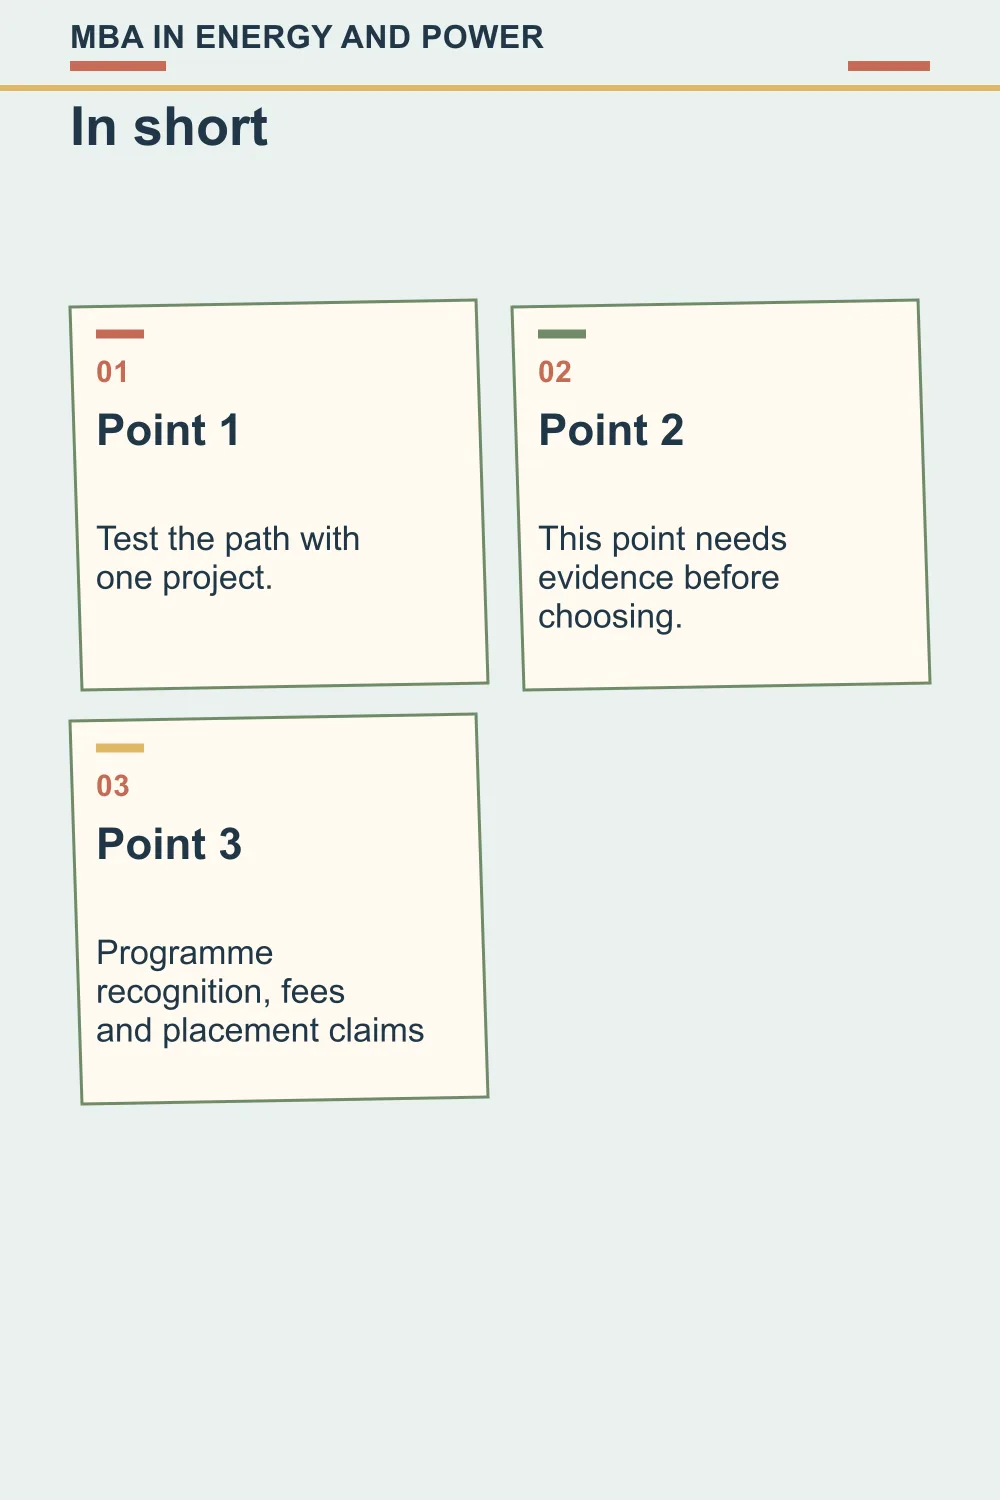 MBA IN ENERGY AND POWER
In short
01
Point 1
Test the path with
one project.
02
Point 2
This point needs
evidence before
choosing.
03
Point 3
Programme
recognition, fees
and placement claims